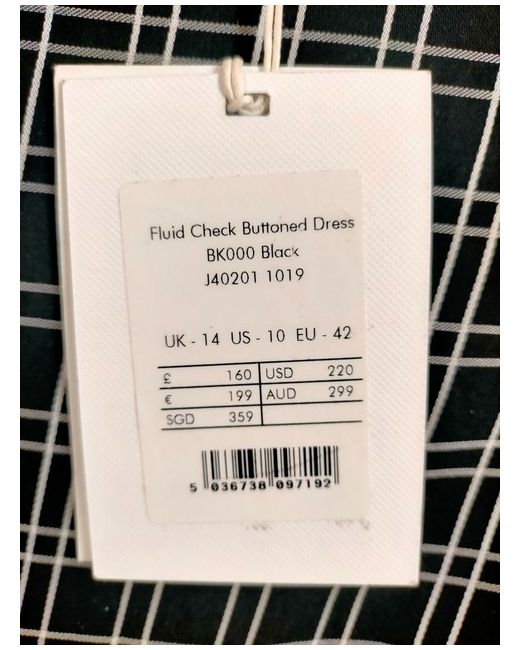 Fluid Check Buttoned Dress
BK000 Black
J40201 1019
UK - 14 US - 10 EU - 42
£ 160 USD 220
€ 199 AUD 299
SGD 359
5 036738 097192